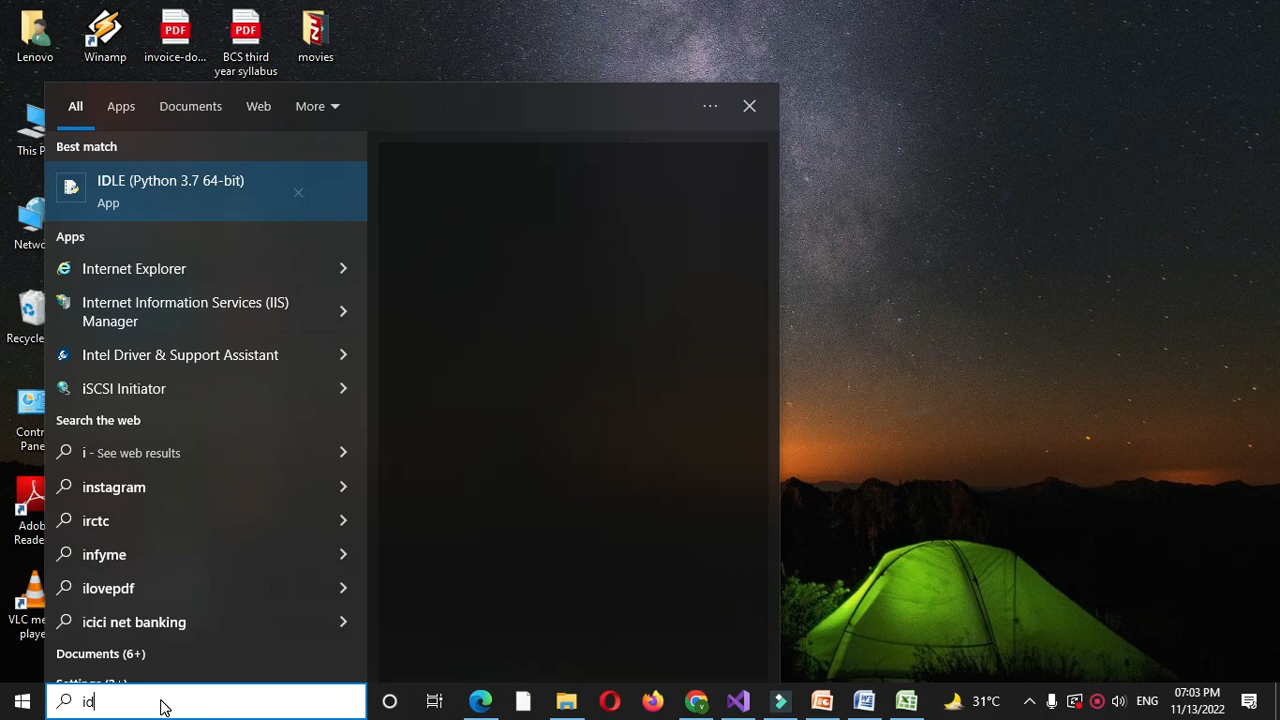 Lenovo
Winamp
invoice-do...
BCS third
year syllabus
movies
PDF
PDF
This P
Netwo
Recycle
Contr
Panel
Adob
Reade
VLC me
playe
All
Apps
Documents
Web
More
Best match
IDLE (Python 3.7 64-bit)
App
Apps
Internet Explorer
Internet Information Services (IIS)
Manager
Intel Driver & Support Assistant
iSCSI Initiator
Search the web
i - See web results
instagram
irctc
infyme
ilovepdf
icici net banking
Documents (6+)
id
31°C
ENG
07:03 PM
11/13/2022